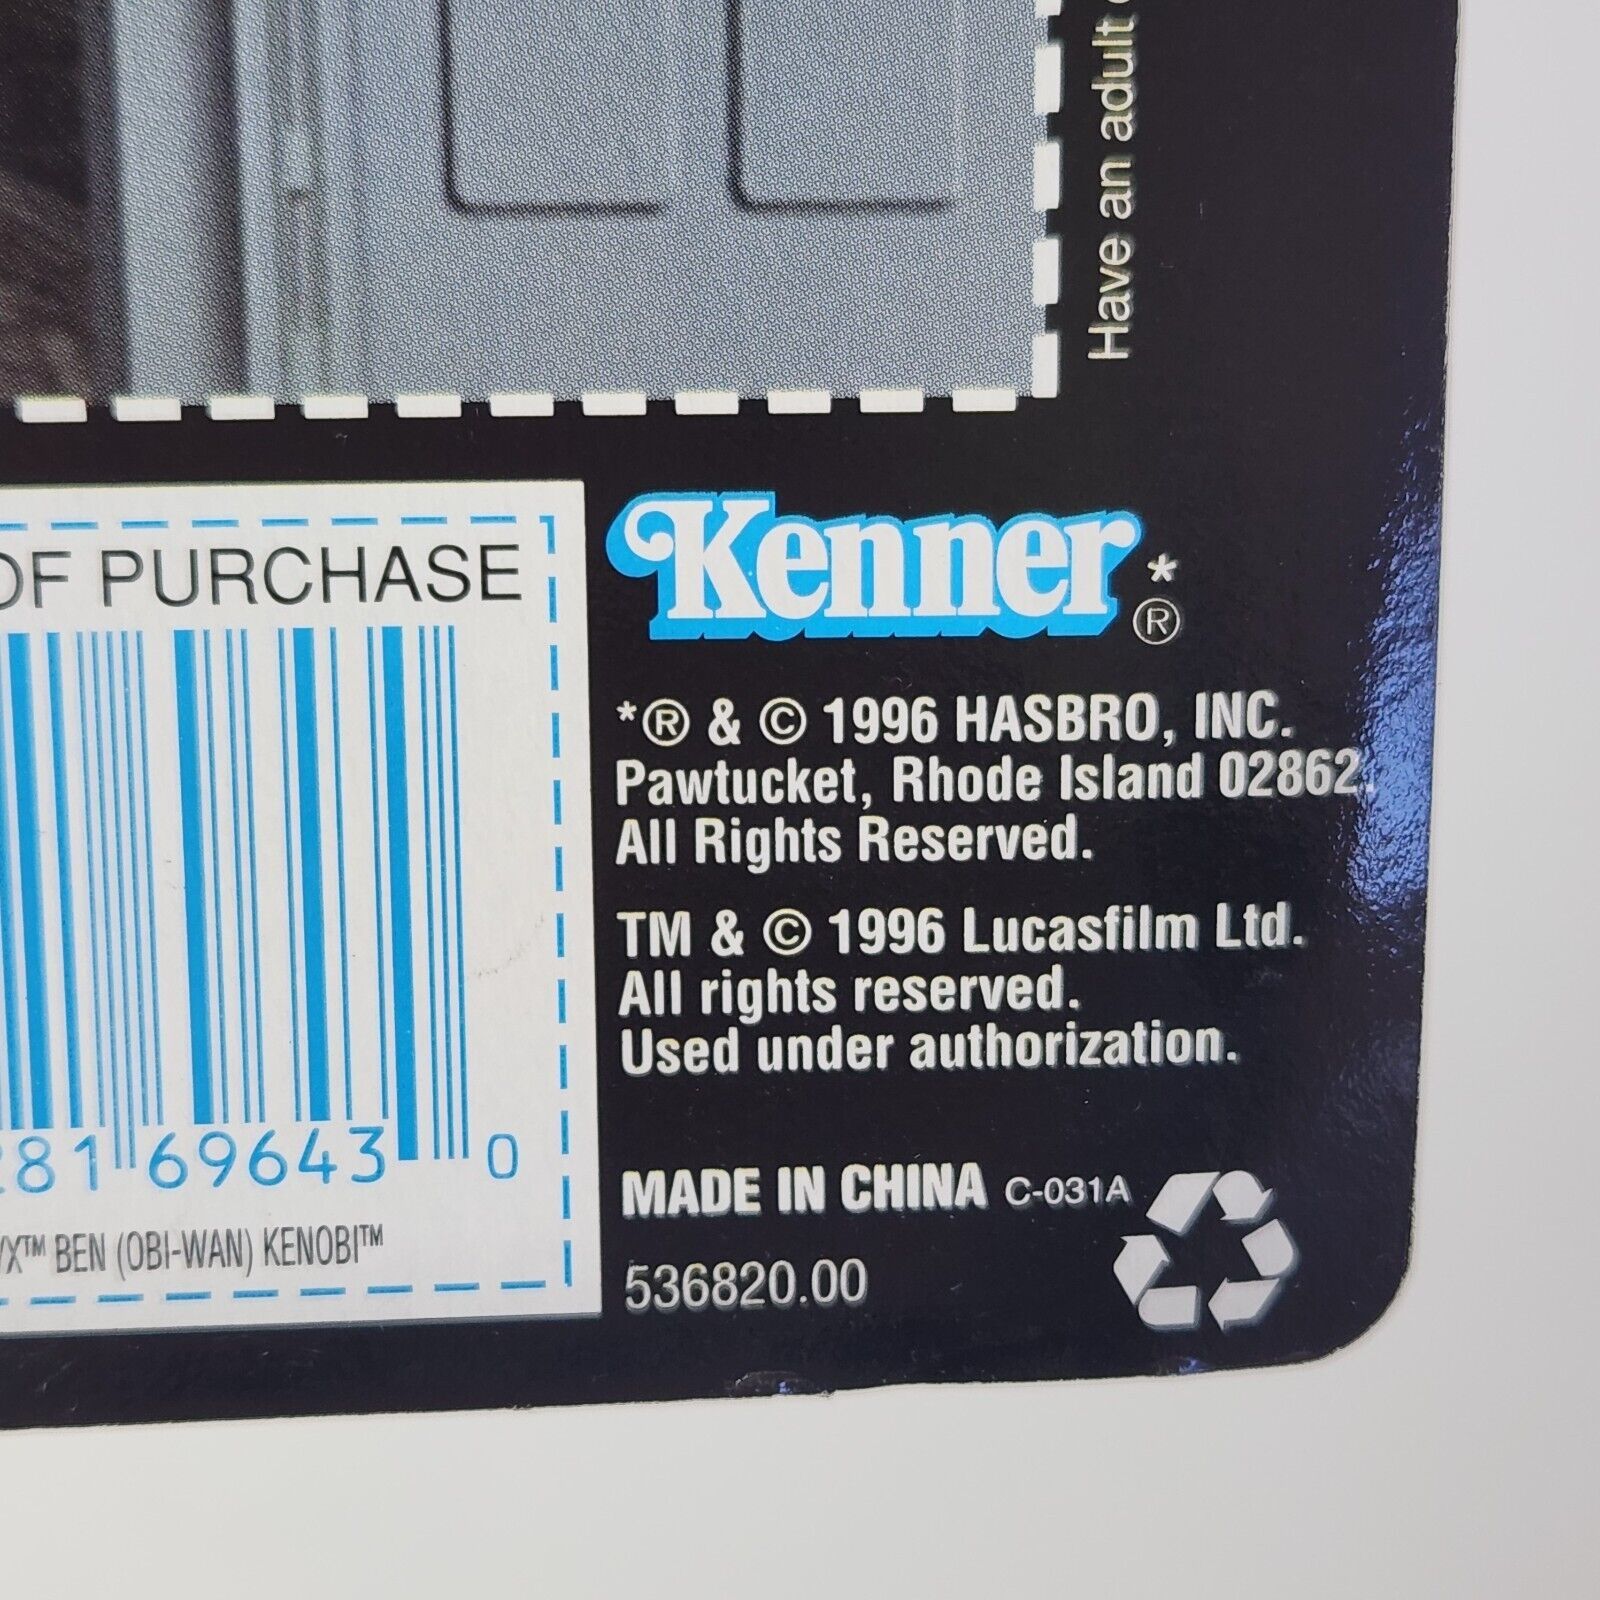 Have an adult
OF PURCHASE
Kenner * ®
*® & © 1996 HASBRO, INC.
Pawtucket, Rhode Island 02862.
All Rights Reserved.
TM & © 1996 Lucasfilm Ltd.
All rights reserved.
Used under authorization.
281 69643 0
BEN (OBI-WAN) KENOBI™
MADE IN CHINA C-031A
536820.00